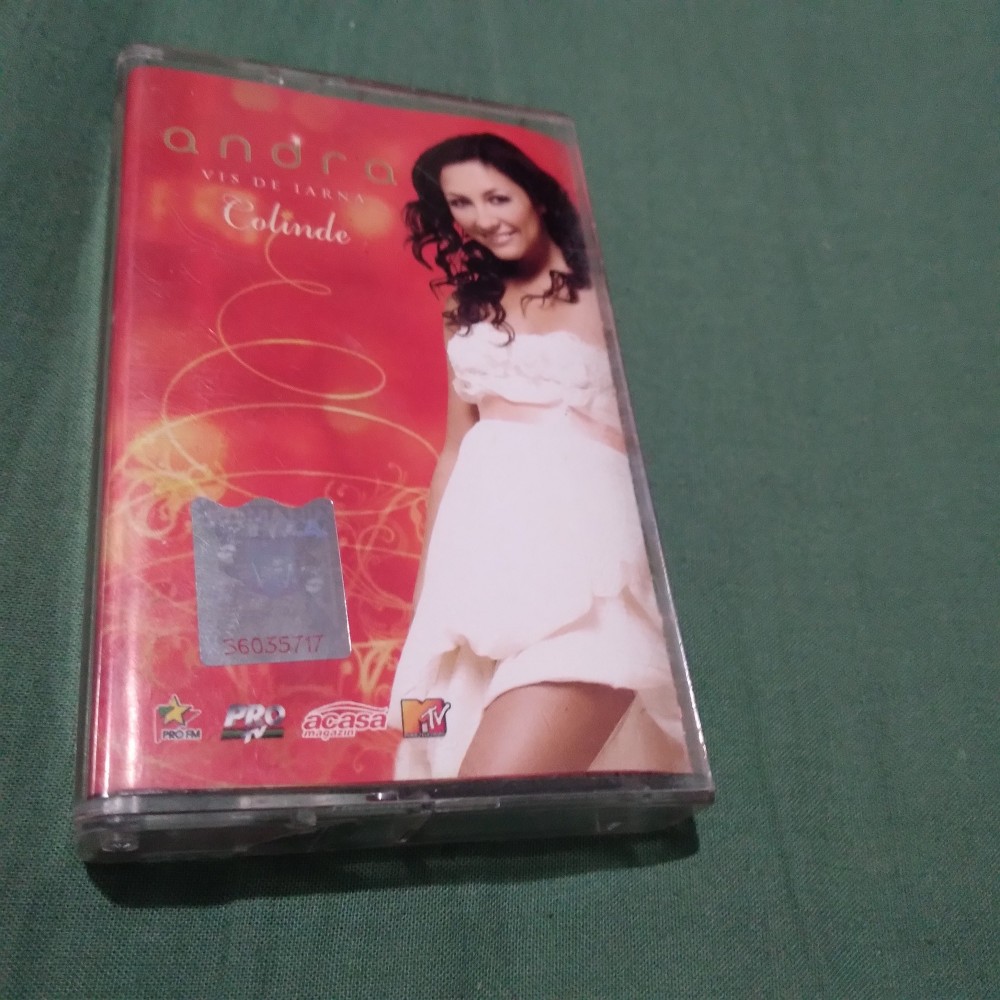 andra
VIS DE IARNA
Colinde
S6035717
PRO FM
PRO
TV
acasa
magazin
MTV